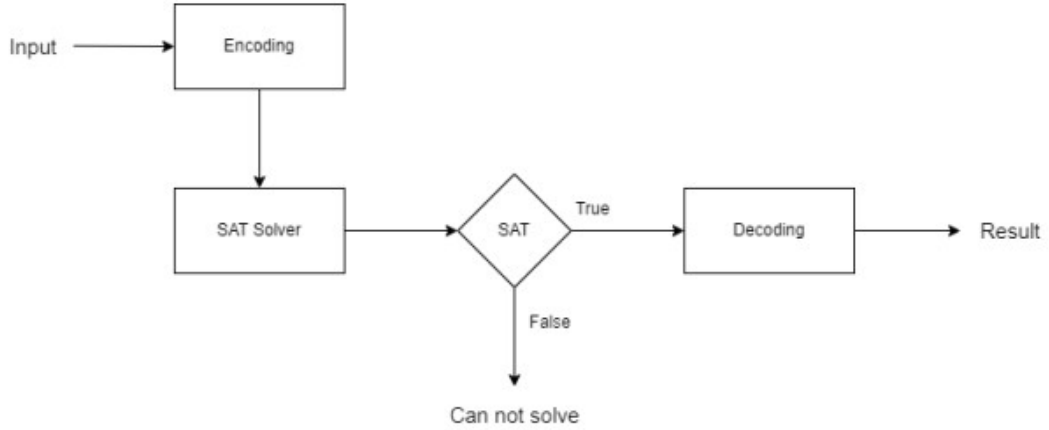 Input
Encoding
SAT Solver
SAT
True
Decoding
Result
False
Can not solve